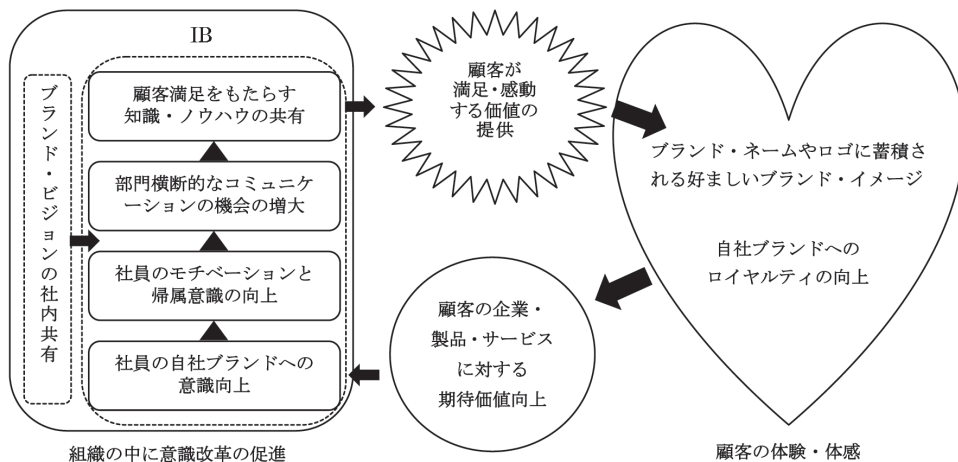 IB
ブランド・ビジョンの社内共有
顧客満足をもたらす
知識・ノウハウの共有
部門横断的なコミュニケ
ーションの機会の増大
社員のモチベーションと
帰属意識の向上
社員の自社ブランドへの
意識向上
組織の中に意識改革の促進
顧客が
満足・感動
する価値の
提供
ブランド・ネームやロゴに蓄積さ
れる好ましいブランド・イメージ
自社ブランドへの
ロイヤルティの向上
顧客の体験・体感
顧客の企業・
製品・サービス
に対する
期待価値向上